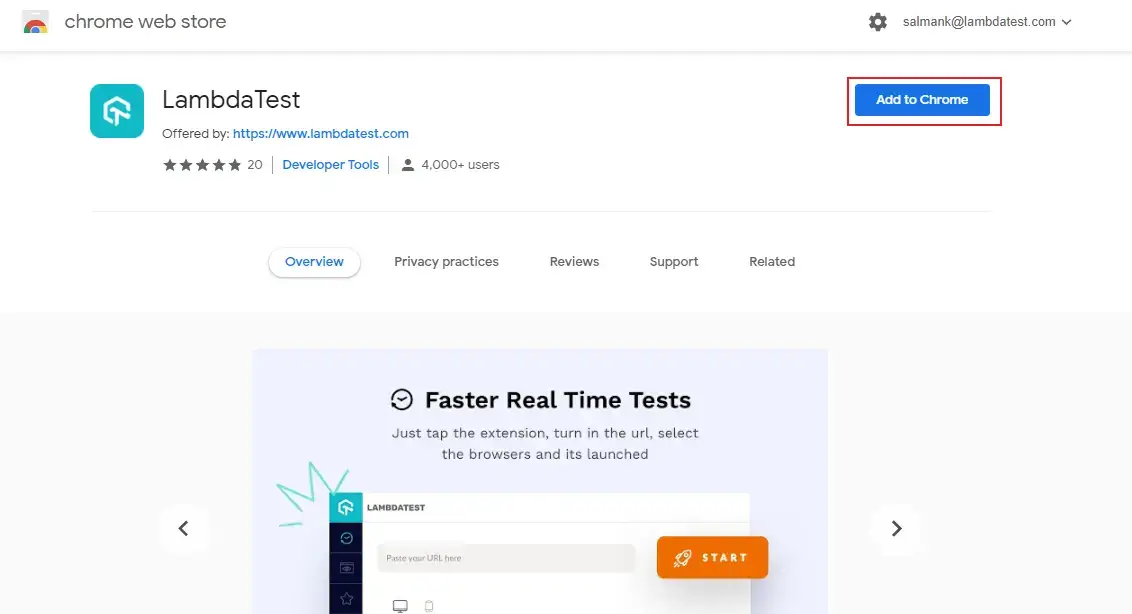 chrome web store
salmank@lambdatest.com
LambdaTest
Add to Chrome
Offered by: https://www.lambdatest.com
20 Developer Tools 4,000+ users
Overview Privacy practices Reviews Support Related
Faster Real Time Tests
Just tap the extension, turn in the url, select
the browsers and its launched
LAMBDATEST
Paste your URL here
START